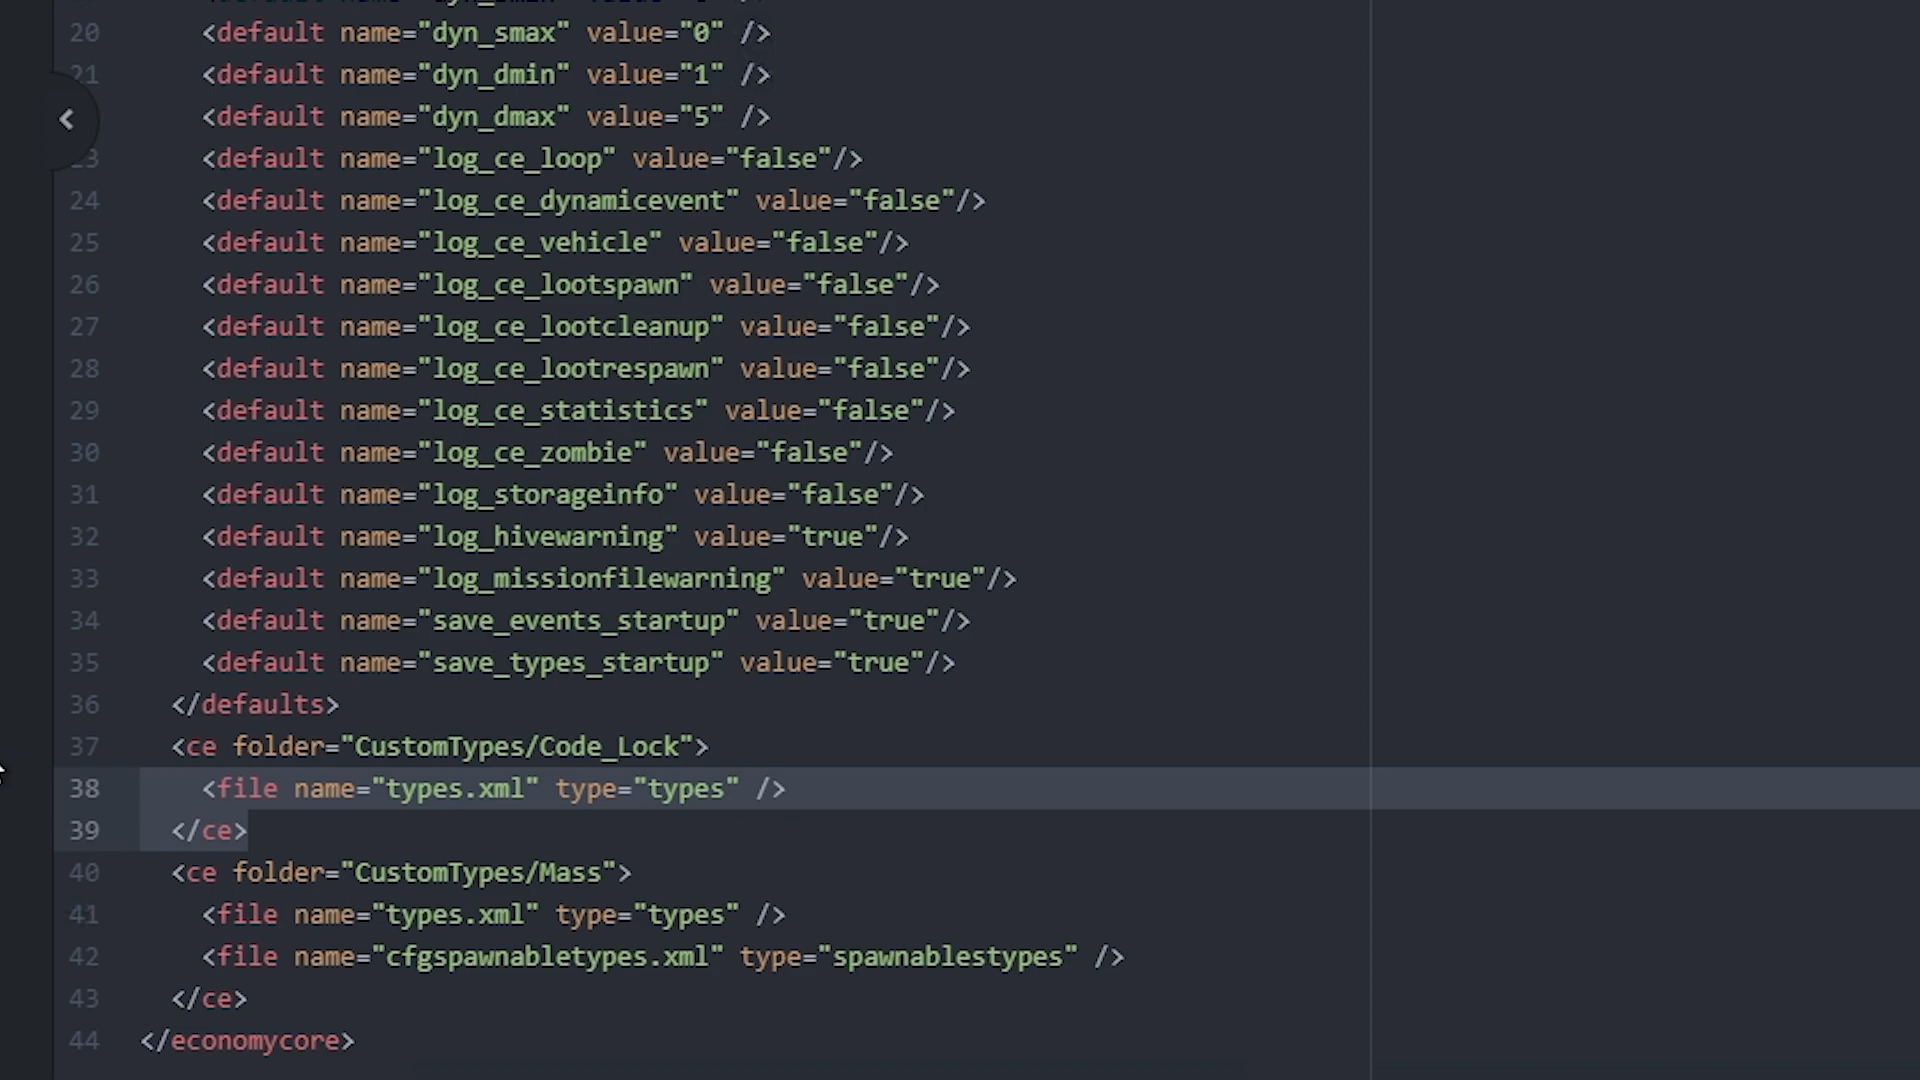 20 <default name="dyn_smax" value="0" />
21 <default name="dyn_dmin" value="1" />
<default name="dyn_dmax" value="5" />
23 <default name="log_ce_loop" value="false"/>
24 <default name="log_ce_dynamicevent" value="false"/>
25 <default name="log_ce_vehicle" value="false"/>
26 <default name="log_ce_lootspawn" value="false"/>
27 <default name="log_ce_lootcleanup" value="false"/>
28 <default name="log_ce_lootrespawn" value="false"/>
29 <default name="log_ce_statistics" value="false"/>
30 <default name="log_ce_zombie" value="false"/>
31 <default name="log_storageinfo" value="false"/>
32 <default name="log_hivewarning" value="true"/>
33 <default name="log_missionfilewarning" value="true"/>
34 <default name="save_events_startup" value="true"/>
35 <default name="save_types_startup" value="true"/>
36 </defaults>
37 <ce folder="CustomTypes/Code_Lock">
38 <file name="types.xml" type="types" />
39 </ce>
40 <ce folder="CustomTypes/Mass">
41 <file name="types.xml" type="types" />
42 <file name="cfgspawnabletypes.xml" type="spawnablestypes" />
43 </ce>
44 </economycore>